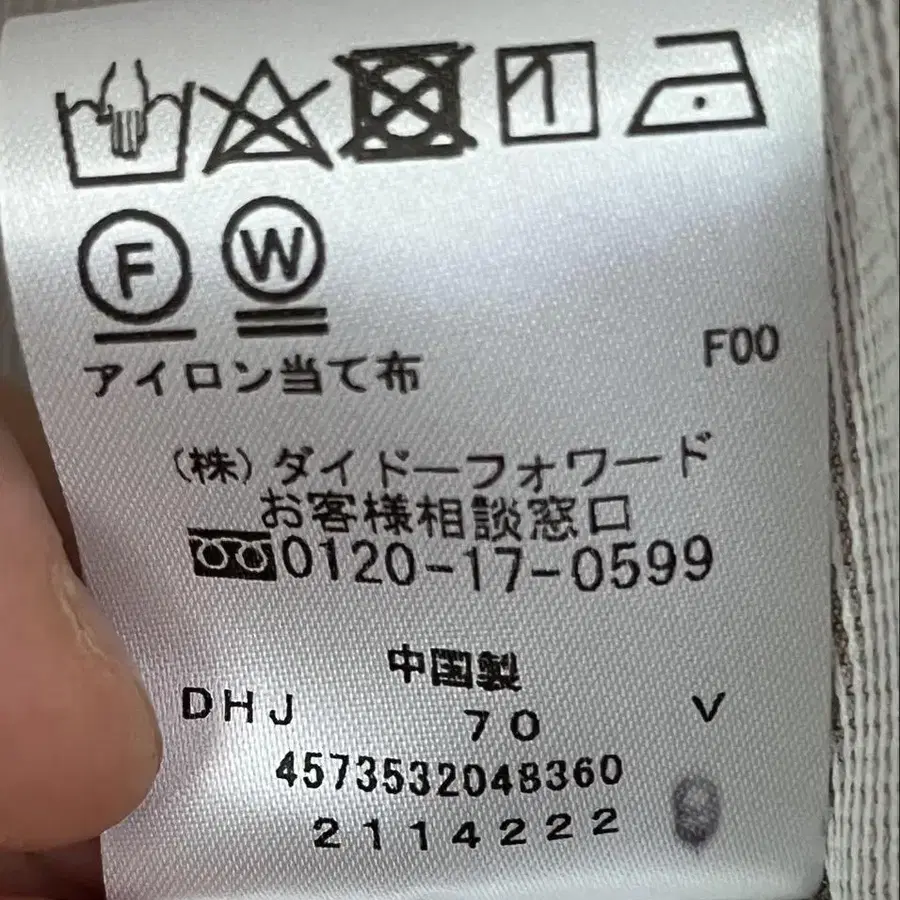 F
W
アイロン当て布
F00
(株)ダイドーフォワード
お客様相談窓口
0120-17-0599
中国製
DHJ 70 V
4573532048360
2114222